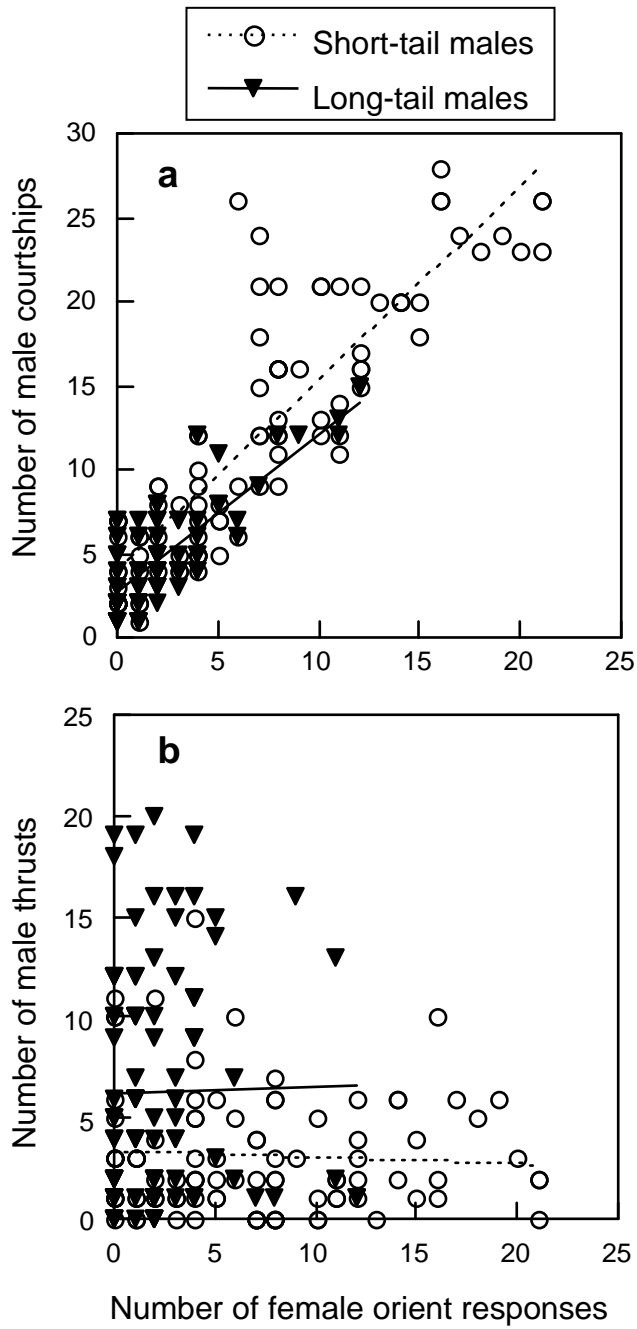 Short-tail males
Long-tail males
a
Number of male courtships
30
25
20
15
10
5
0
0 5 10 15 20 25
b
Number of male thrusts
25
20
15
10
5
0
0 5 10 15 20 25
Number of female orient responses